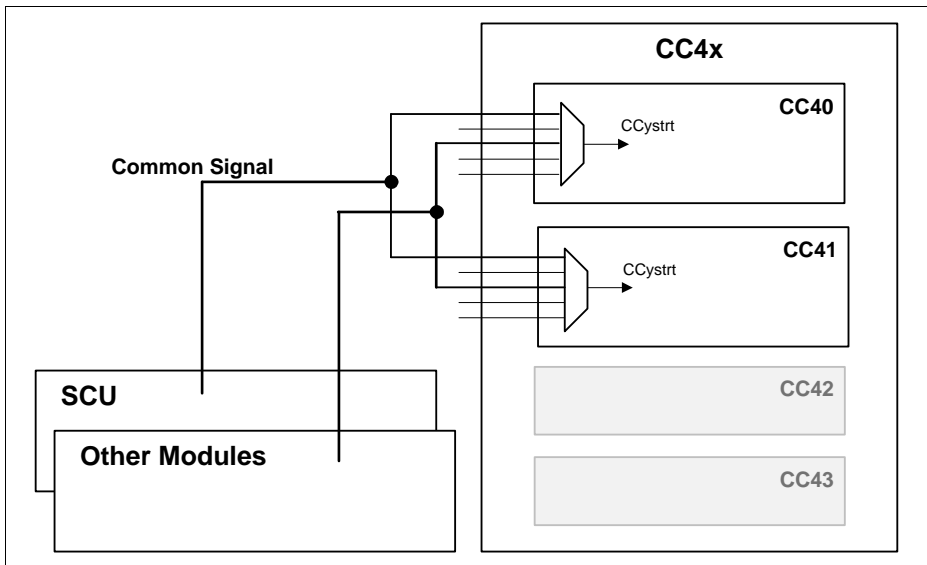 CC4x
CC40
CCystrt
Common Signal
CC41
CCystrt
SCU
CC42
Other Modules
CC43